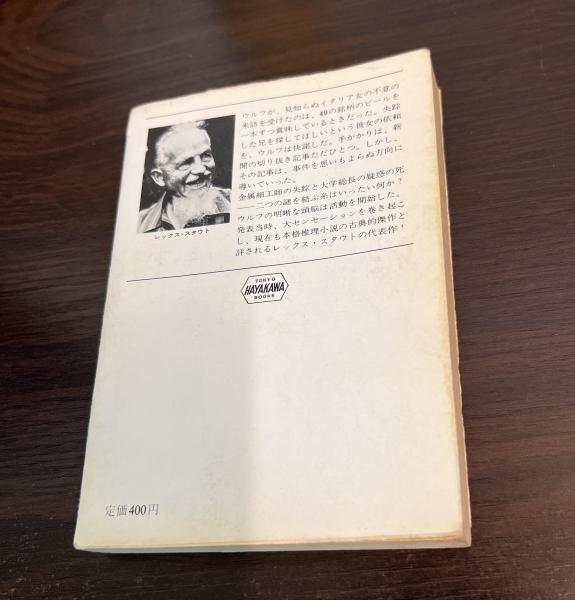 ウルフが、見知らぬイタリア女の不意の
来訪を受けたのは、49の銘柄のビールを
一本ずつ賞味しているときだった。失踪
した兄を探してほしいという彼女の依頼
を、ウルフは快諾した。手がかりは、新
聞の切り抜き記事ただひとつ。しかし、
その記事は、事件を思いもよらぬ方向に
導いていった。
金属細工師の失踪と大学総長の疑惑の死
──二つの謎を結ぶ糸はいったい何か？
ウルフの明晰な頭脳は活動を開始した。
発表当時、大センセーションを巻き起こ
し、現在も本格推理小説の古典的傑作と
評されるレックス・スタウトの代表作！
レックス・スタウト
TOKYO
HAYAKAWA
BOOKS
定価400円